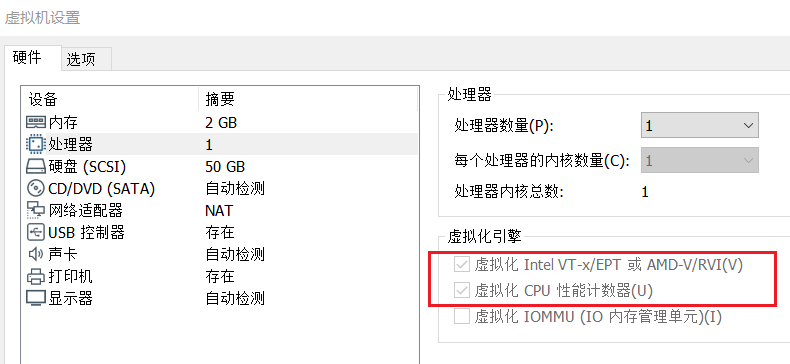 虚拟机设置
硬件 选项
设备 摘要
内存 2 GB
处理器 1
硬盘 (SCSI) 50 GB
CD/DVD (SATA) 自动检测
网络适配器 NAT
USB 控制器 存在
声卡 自动检测
打印机 存在
显示器 自动检测
处理器
处理器数量(P): 1
每个处理器的内核数量(C): 1
处理器内核总数: 1
虚拟化引擎
虚拟化 Intel VT-x/EPT 或 AMD-V/RVI(V)
虚拟化 CPU 性能计数器(U)
虚拟化 IOMMU (IO 内存管理单元)(I)